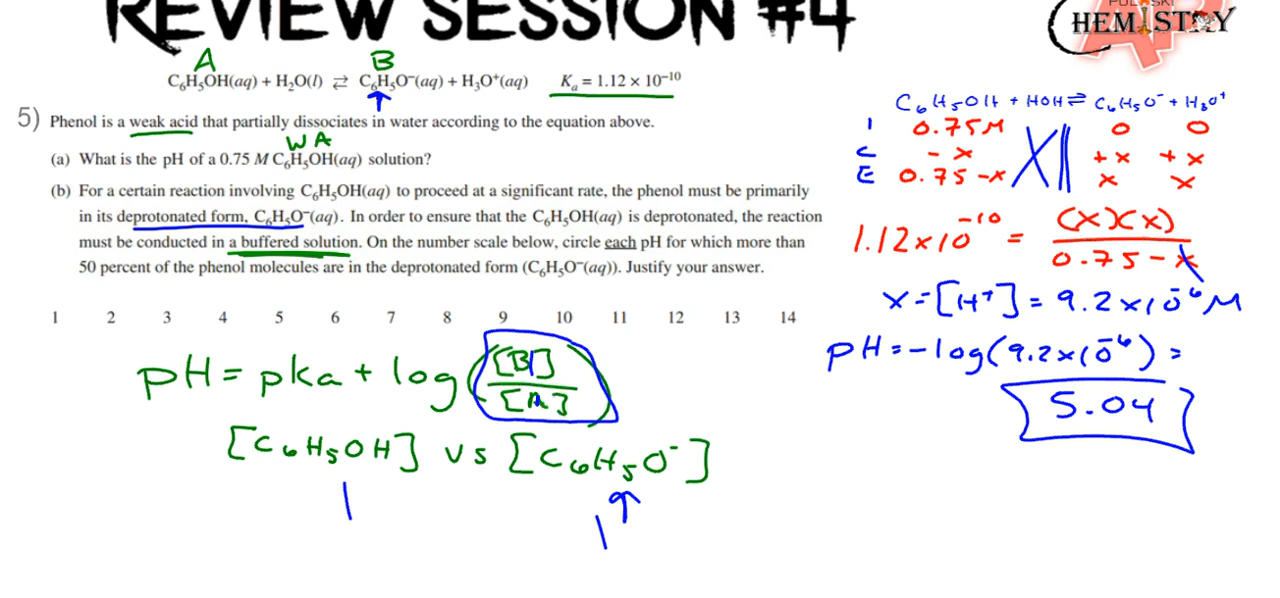 REVIEW SESSION #4
PULASKI
CHEMISTRY
AP
A
B
C₆H₅OH(aq) + H₂O(l) ⇄ C₆H₅O⁻(aq) + H₃O⁺(aq) Kₐ = 1.12 × 10⁻¹⁰
5) Phenol is a weak acid that partially dissociates in water according to the equation above.
WA
(a) What is the pH of a 0.75 M C₆H₅OH(aq) solution?
(b) For a certain reaction involving C₆H₅OH(aq) to proceed at a significant rate, the phenol must be primarily
in its deprotonated form, C₆H₅O⁻(aq). In order to ensure that the C₆H₅OH(aq) is deprotonated, the reaction
must be conducted in a buffered solution. On the number scale below, circle each pH for which more than
50 percent of the phenol molecules are in the deprotonated form (C₆H₅O⁻(aq)). Justify your answer.
1 2 3 4 5 6 7 8 9 10 11 12 13 14
pH = pka + log([B]/[A])
[C₆H₅OH] vs [C₆H₅O⁻]
1 1
C₆H₅OH + HOH ⇄ C₆H₅O⁻ + H₃O⁺
I 0.75M 0 0
C -x +x +x
E 0.75-x x x
1.12x10⁻¹⁰ = (x)(x)/0.75-x
x = [H⁺] = 9.2x10⁻⁶ M
pH = -log(9.2x10⁻⁶) =
5.04